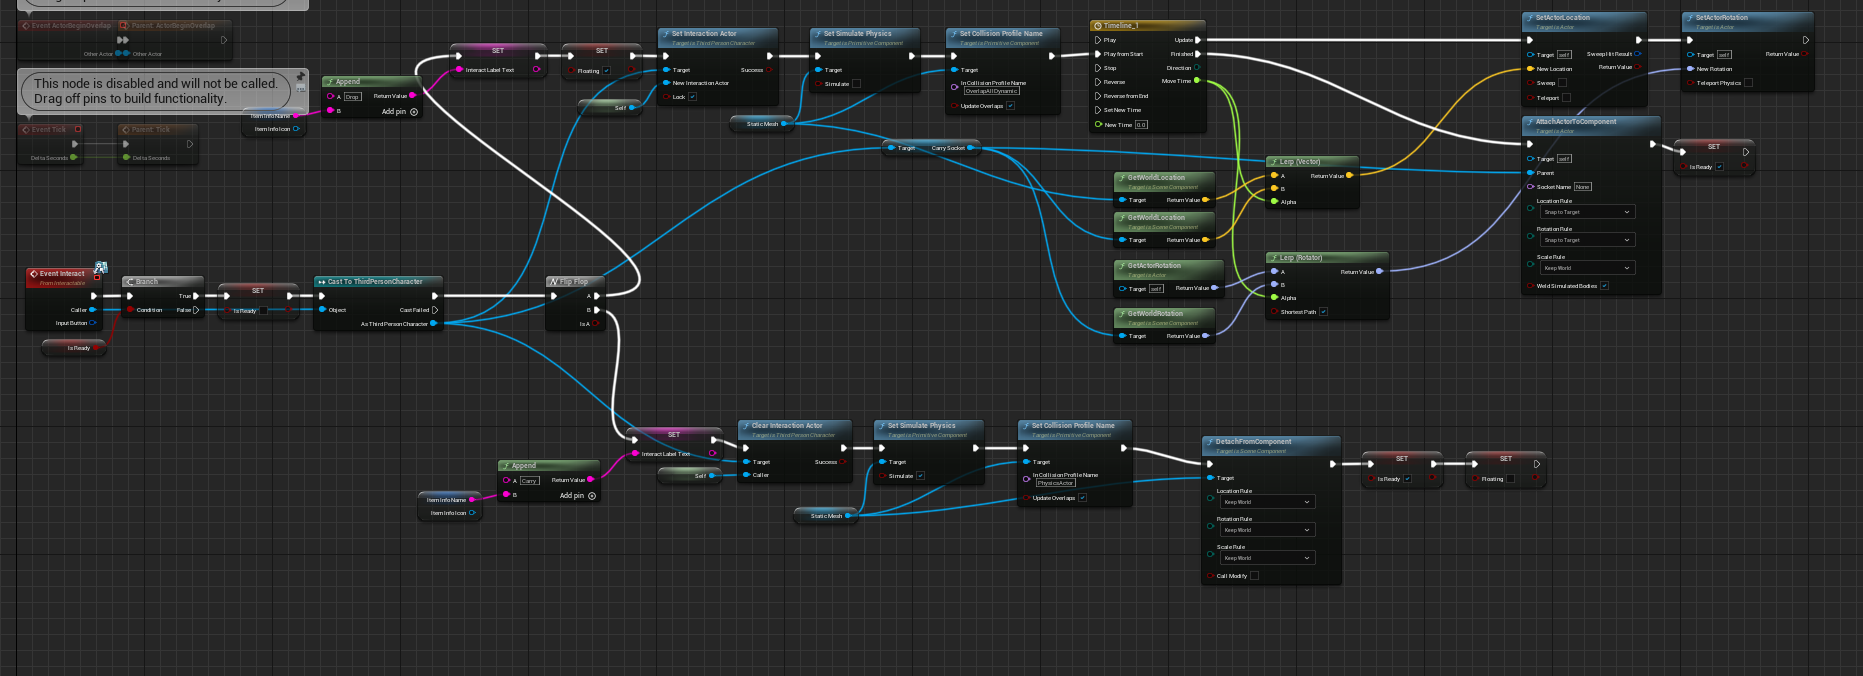 This node is disabled and will not be called.
Drag off pins to build functionality.
Event ActorBeginOverlap
Other Actor
Parent: ActorBeginOverlap
Other Actor
Event Tick
Delta Seconds
Parent: Tick
Delta Seconds
Item Info Name
Item Info Icon
Append
A Drop
Return Value
B
Add pin
SET
Interact Label Text
SET
Floating
Self
Set Interaction Actor
Target is Third Person Character
Target
Success
New Interaction Actor
Lock
Static Mesh
Set Simulate Physics
Target is Primitive Component
Target
Simulate
Set Collision Profile Name
Target is Primitive Component
Target
In Collision Profile Name
OverlapAllDynamic
Update Overlaps
Target
Carry Socket
Timeline_1
Play
Update
Play from Start
Finished
Stop
Direction
Reverse
Move Time
Reverse from End
Set New Time
New Time 0.0
GetWorldLocation
Target is Scene Component
Target
Return Value
GetWorldLocation
Target is Scene Component
Target
Return Value
GetActorRotation
Target is Actor
Target self
Return Value
GetWorldRotation
Target is Scene Component
Target
Return Value
Lerp (Vector)
A
Return Value
B
Alpha
Lerp (Rotator)
A
Return Value
B
Alpha
Shortest Path
SetActorLocation
Target is Actor
Target self
Sweep Hit Result
New Location
Return Value
Sweep
Teleport
SetActorRotation
Target is Actor
Target self
Return Value
New Rotation
Teleport Physics
AttachActorToComponent
Target is Actor
Target self
Parent
Socket Name None
Location Rule
Snap to Target
Rotation Rule
Snap to Target
Scale Rule
Keep World
Weld Simulated Bodies
SET
Is Ready
Event Interact
From Interactable
Caller
Input Button
Is Ready
Branch
True
Condition
False
SET
Is Ready
Cast To ThirdPersonCharacter
Object
Cast Failed
As Third Person Character
Flip Flop
A
B
Is A
Item Info Name
Item Info Icon
Append
A Carry
Return Value
B
Add pin
SET
Interact Label Text
Self
Clear Interaction Actor
Target is Third Person Character
Target
Success
Caller
Static Mesh
Set Simulate Physics
Target is Primitive Component
Target
Simulate
Set Collision Profile Name
Target is Primitive Component
Target
In Collision Profile Name
PhysicsActor
Update Overlaps
DetachFromComponent
Target is Scene Component
Target
Location Rule
Keep World
Rotation Rule
Keep World
Scale Rule
Keep World
Call Modify
SET
Is Ready
SET
Floating